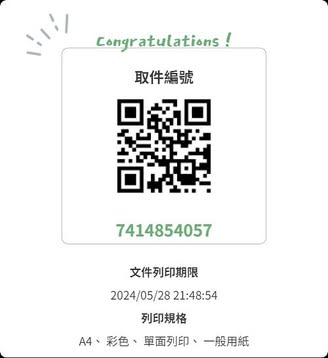 Congratulations!
取件編號
7414854057
文件列印期限
2024/05/28 21:48:54
列印規格
A4、彩色、單面列印、一般用紙